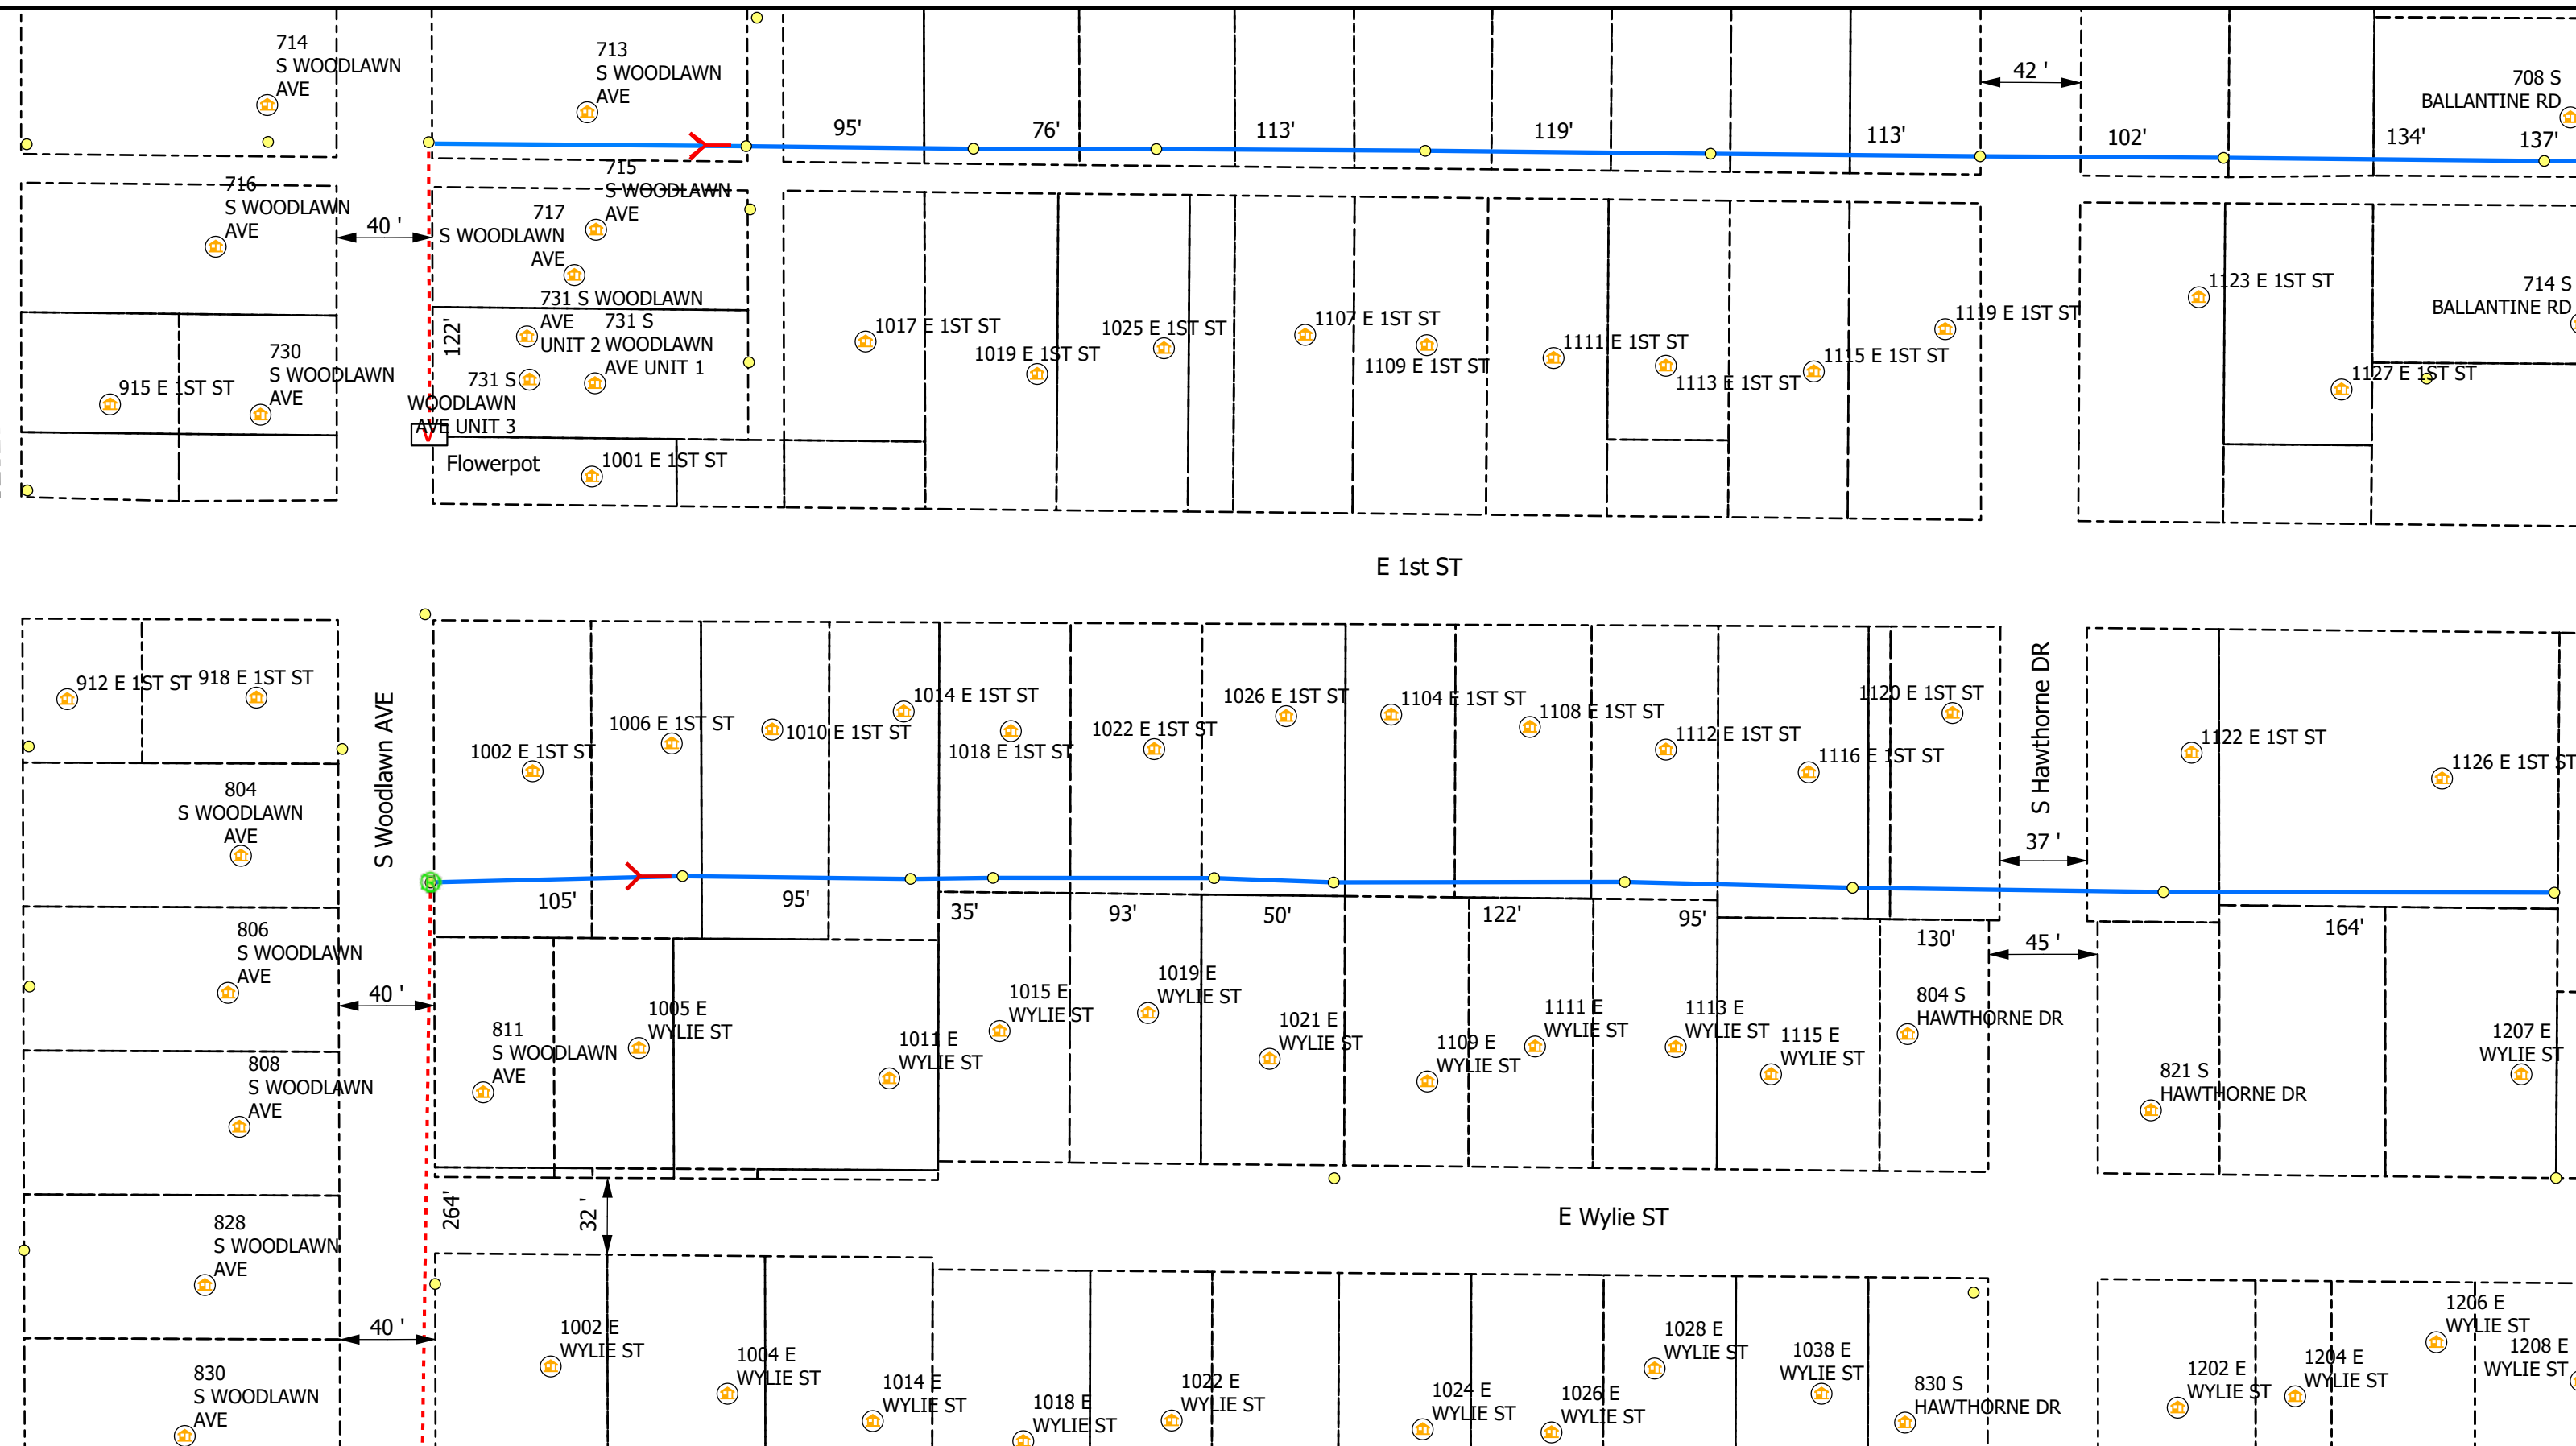 714
S WOODLAWN
AVE
713
S WOODLAWN
AVE
42 '
708 S
BALLANTINE RD
95'
76'
113'
119'
113'
102'
134'
137'
716
S WOODLAWN
AVE
40 '
715
S WOODLAWN
AVE
717
S WOODLAWN
AVE
731 S WOODLAWN
AVE
UNIT 2
731 S
WOODLAWN
AVE UNIT 1
122'
731 S
WOODLAWN
AVE UNIT 3
V
Flowerpot
915 E 1ST ST
730
S WOODLAWN
AVE
1001 E 1ST ST
1017 E 1ST ST
1019 E 1ST ST
1025 E 1ST ST
1107 E 1ST ST
1109 E 1ST ST
1111 E 1ST ST
1113 E 1ST ST
1115 E 1ST ST
1119 E 1ST ST
1123 E 1ST ST
1127 E 1ST ST
714 S
BALLANTINE RD
E 1st ST
912 E 1ST ST
918 E 1ST ST
S Woodlawn AVE
1002 E 1ST ST
1006 E 1ST ST
1010 E 1ST ST
1014 E 1ST ST
1018 E 1ST ST
1022 E 1ST ST
1026 E 1ST ST
1104 E 1ST ST
1108 E 1ST ST
1112 E 1ST ST
1116 E 1ST ST
1120 E 1ST ST
S Hawthorne DR
1122 E 1ST ST
1126 E 1ST ST
804
S WOODLAWN
AVE
37 '
105'
95'
35'
93'
50'
122'
95'
130'
45 '
164'
806
S WOODLAWN
AVE
40 '
808
S WOODLAWN
AVE
811
S WOODLAWN
AVE
1005 E
WYLIE ST
1011 E
WYLIE ST
1015 E
WYLIE ST
1019 E
WYLIE ST
1021 E
WYLIE ST
1109 E
WYLIE ST
1111 E
WYLIE ST
1113 E
WYLIE ST
1115 E
WYLIE ST
804 S
HAWTHORNE DR
821 S
HAWTHORNE DR
1207 E
WYLIE ST
264'
32 '
E Wylie ST
828
S WOODLAWN
AVE
40 '
830
S WOODLAWN
AVE
1002 E
WYLIE ST
1004 E
WYLIE ST
1014 E
WYLIE ST
1018 E
WYLIE ST
1022 E
WYLIE ST
1024 E
WYLIE ST
1026 E
WYLIE ST
1028 E
WYLIE ST
1038 E
WYLIE ST
830 S
HAWTHORNE DR
1202 E
WYLIE ST
1204 E
WYLIE ST
1206 E
WYLIE ST
1208 E
WYLIE ST